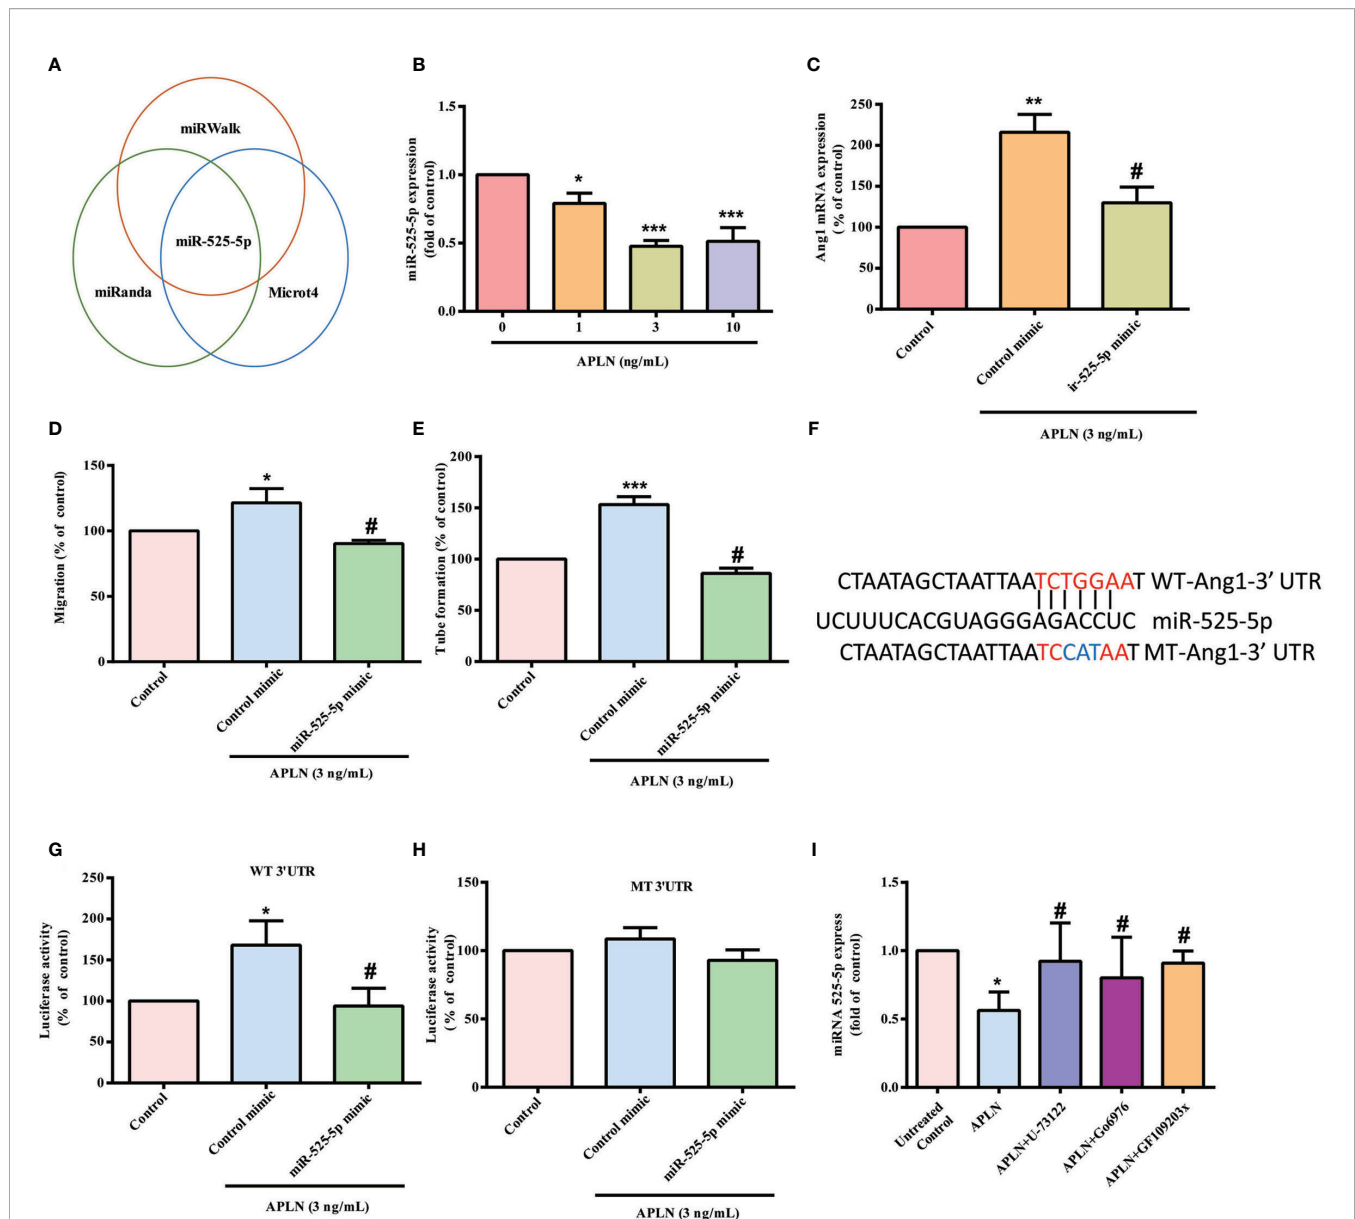 A
miRWalk
miR-525-5p
miRanda
Microt4
B
miR-525-5p expression
(fold of control)
1.5
1.0
0.5
0.0
*
***
***
0
1
3
10
APLN (ng/mL)
C
Ang1 mRNA expression
( % of control)
250
200
150
100
50
0
**
#
Control
Control mimic
ir-525-5p mimic
APLN (3 ng/mL)
D
Migration (% of control)
150
100
50
0
*
#
Control
Control mimic
miR-525-5p mimic
APLN (3 ng/mL)
E
Tube formation (% of control)
200
150
100
50
0
***
#
Control
Control mimic
miR-525-5p mimic
APLN (3 ng/mL)
F
CTAATAGCTAATTAATCTGGAAT WT-Ang1-3’ UTR
UCUUUCACGUAGGGAGACCUC miR-525-5p
CTAATAGCTAATTAATCCATAAT MT-Ang1-3’ UTR
G
WT 3'UTR
Luciferase activity
(% of control)
250
200
150
100
50
0
*
#
Control
Control mimic
miR-525-5p mimic
APLN (3 ng/mL)
H
MT 3'UTR
Luciferase activity
( % of control)
150
100
50
0
Control
Control mimic
miR-525-5p mimic
APLN (3 ng/mL)
I
miRNA 525-5p express
(fold of control)
1.5
1.0
0.5
0.0
*
#
#
#
Untreated
Control
APLN
APLN+U-73122
APLN+Go6976
APLN+GF109203x